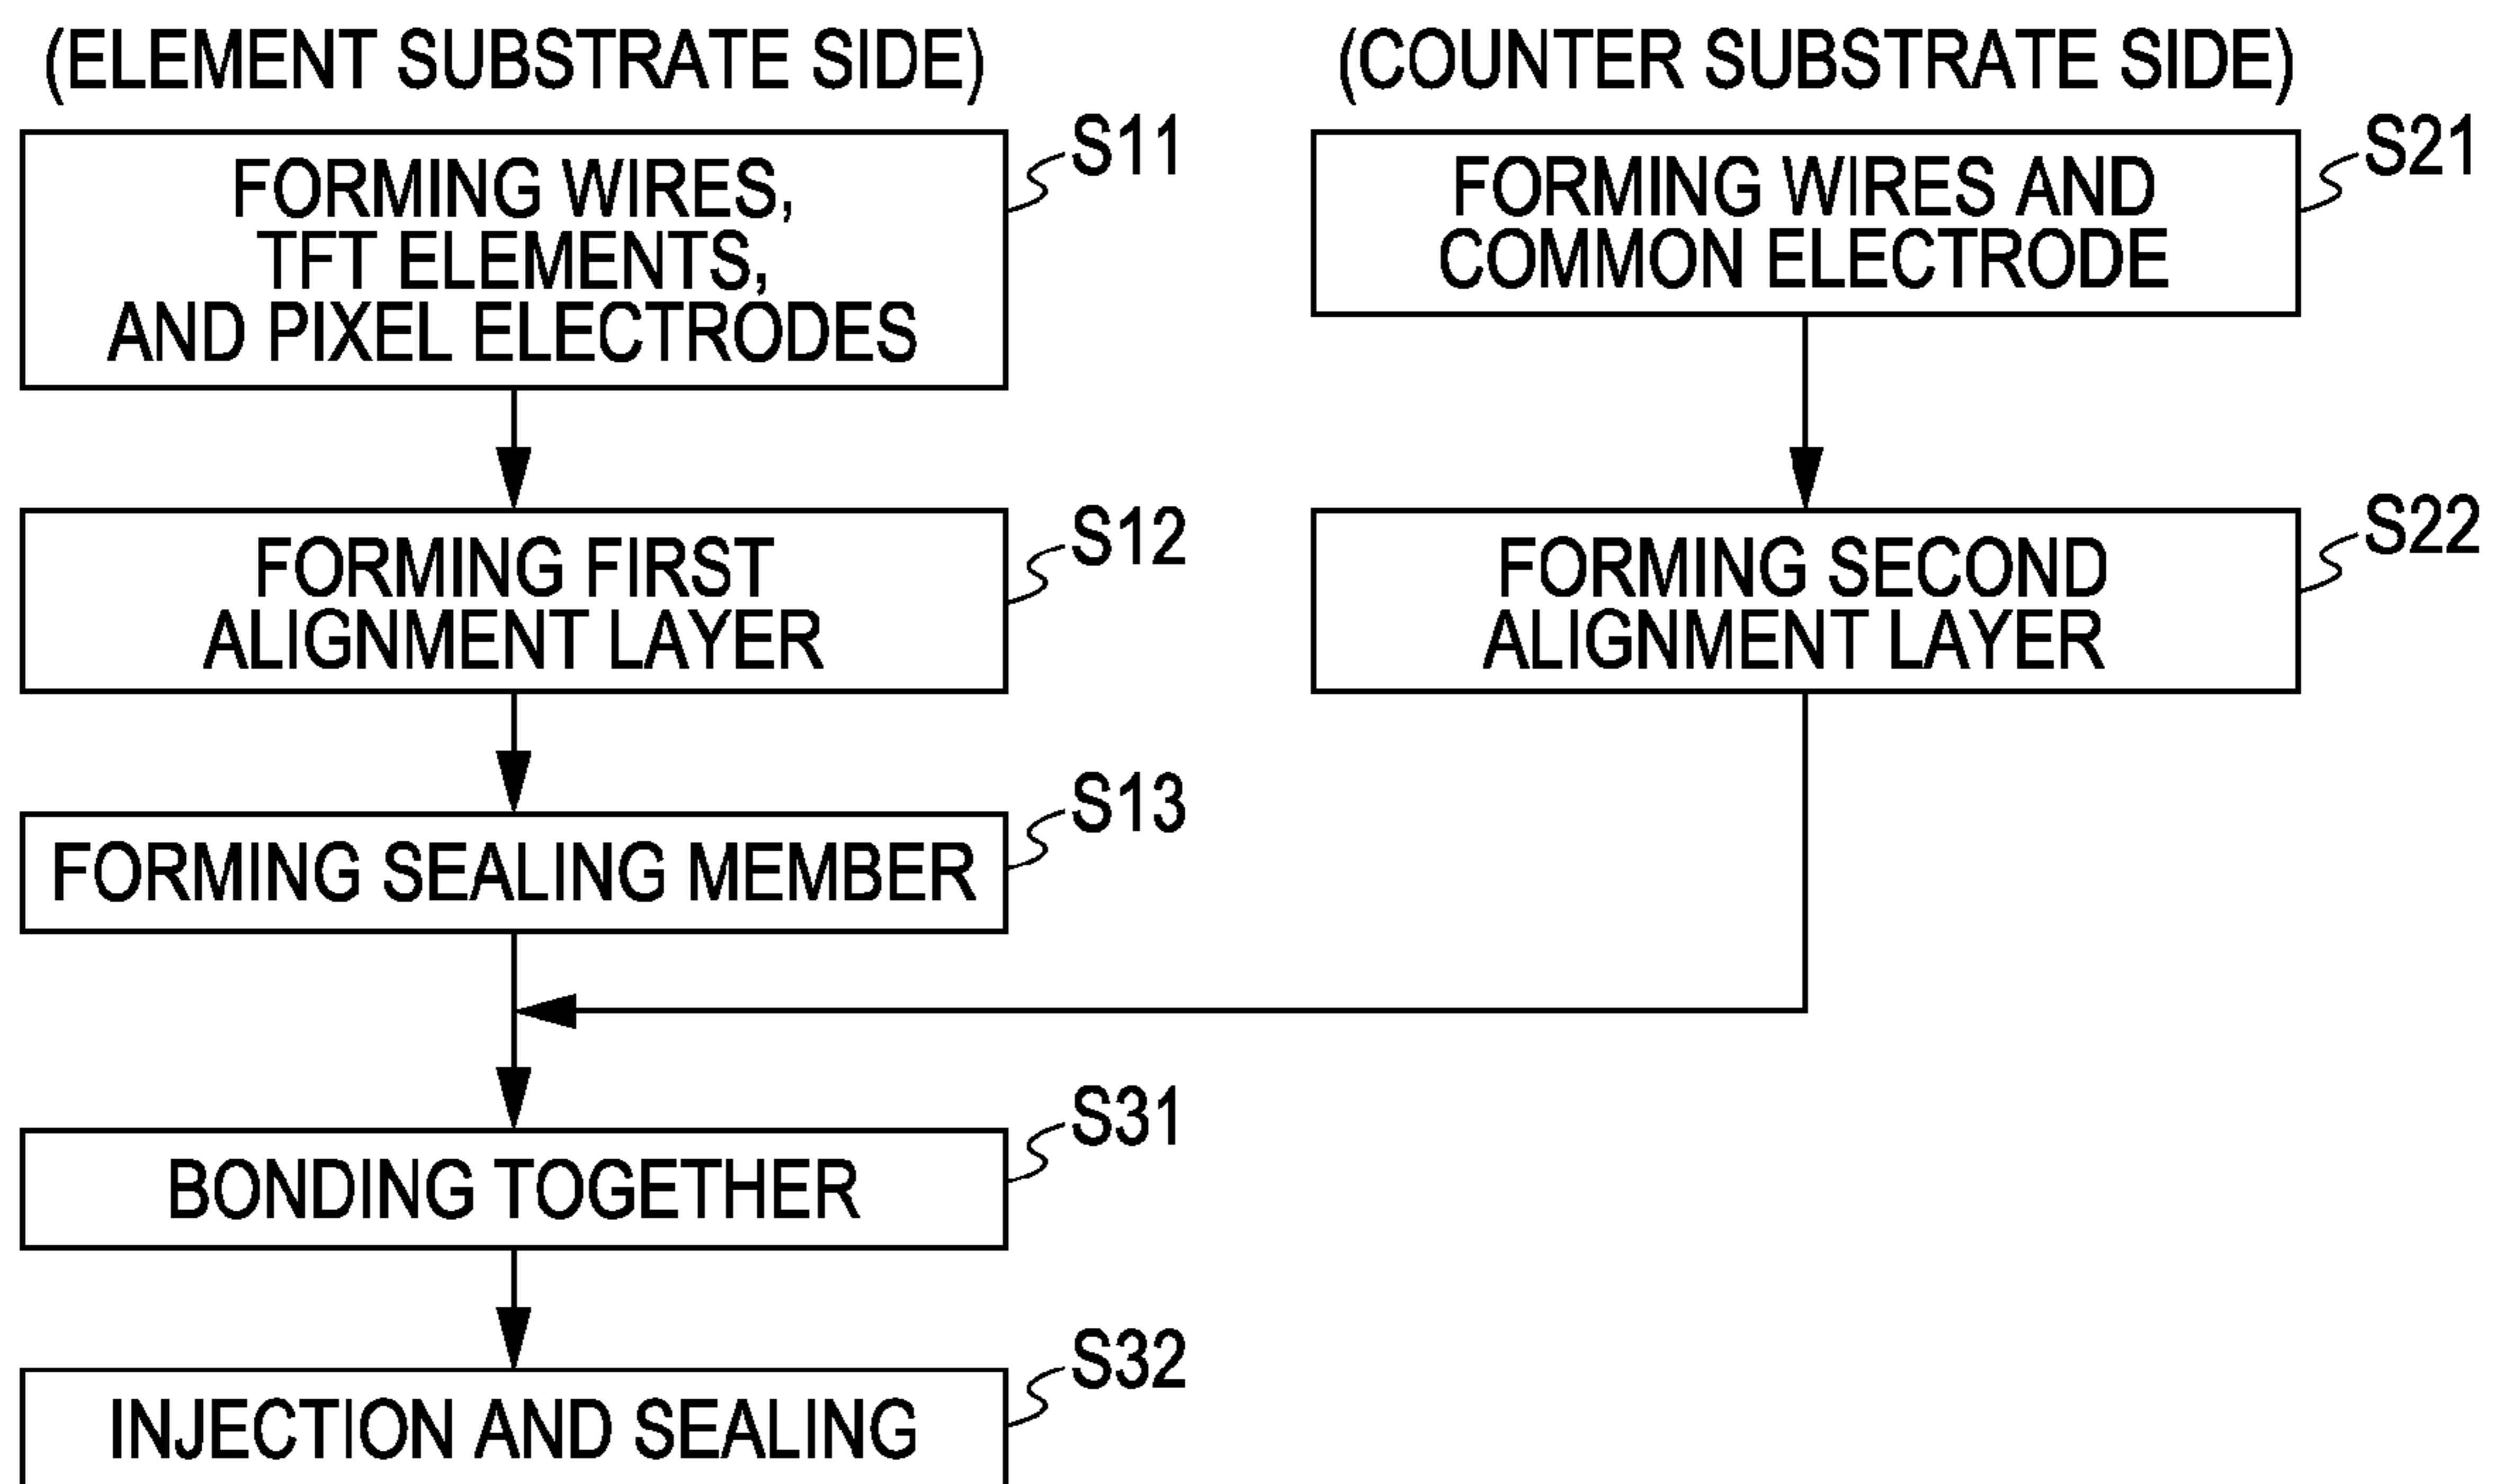 (ELEMENT SUBSTRATE SIDE)
S11
FORMING WIRES,
TFT ELEMENTS,
AND PIXEL ELECTRODES
S12
FORMING FIRST
ALIGNMENT LAYER
S13
FORMING SEALING MEMBER
(COUNTER SUBSTRATE SIDE)
S21
FORMING WIRES AND
COMMON ELECTRODE
S22
FORMING SECOND
ALIGNMENT LAYER
S31
BONDING TOGETHER
S32
INJECTION AND SEALING